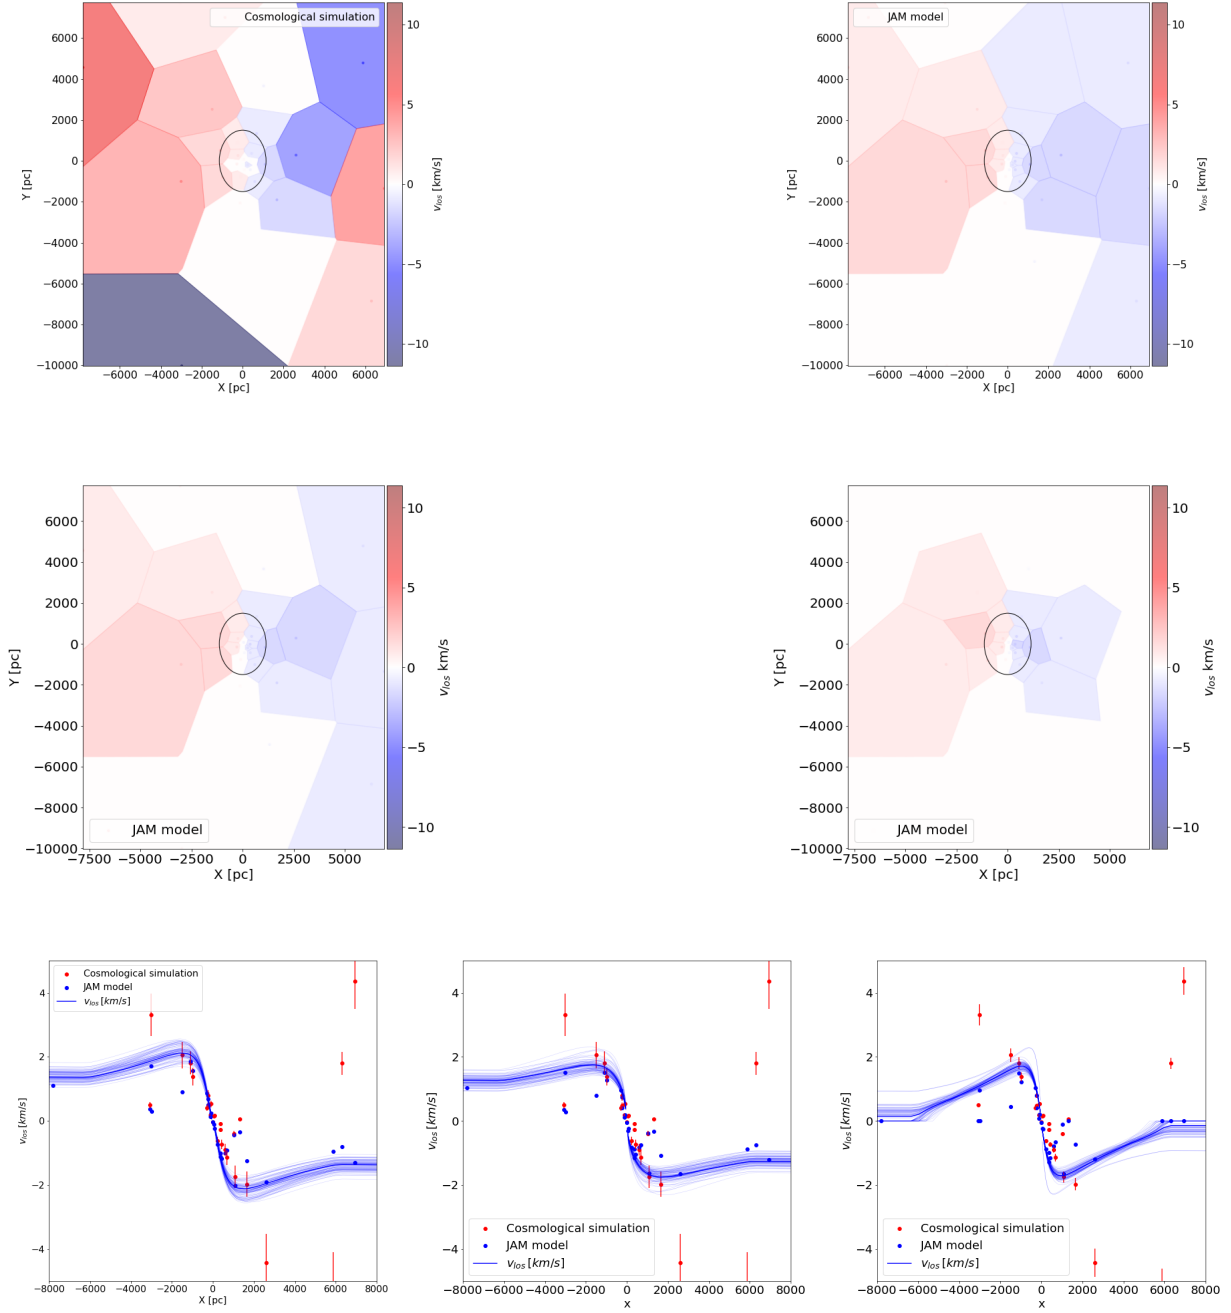 Cosmological simulation
10
5
0
−5
−10
v_los [km/s]
6000
4000
2000
0
−2000
−4000
−6000
−8000
−10000
Y [pc]
−6000 −4000 −2000 0 2000 4000 6000
X [pc]
JAM model
10
5
0
−5
−10
v_los [km/s]
6000
4000
2000
0
−2000
−4000
−6000
−8000
−10000
Y [pc]
−6000 −4000 −2000 0 2000 4000 6000
X [pc]
10
5
0
−5
−10
v_los km/s
6000
4000
2000
0
−2000
−4000
−6000
−8000
−10000
Y [pc]
JAM model
−7500 −5000 −2500 0 2500 5000
X [pc]
10
5
0
−5
−10
v_los km/s
6000
4000
2000
0
−2000
−4000
−6000
−8000
−10000
Y [pc]
JAM model
−7500 −5000 −2500 0 2500 5000
X [pc]
Cosmological simulation
JAM model
v_los [km/s]
4
2
0
−2
−4
v_los [km/s]
−8000 −6000 −4000 −2000 0 2000 4000 6000 8000
X [pc]
4
2
0
−2
−4
v_los [km/s]
Cosmological simulation
JAM model
v_los [km/s]
−8000 −6000 −4000 −2000 0 2000 4000 6000 8000
x
4
2
0
−2
−4
v_los [km/s]
Cosmological simulation
JAM model
v_los [km/s]
−8000 −6000 −4000 −2000 0 2000 4000 6000 8000
x